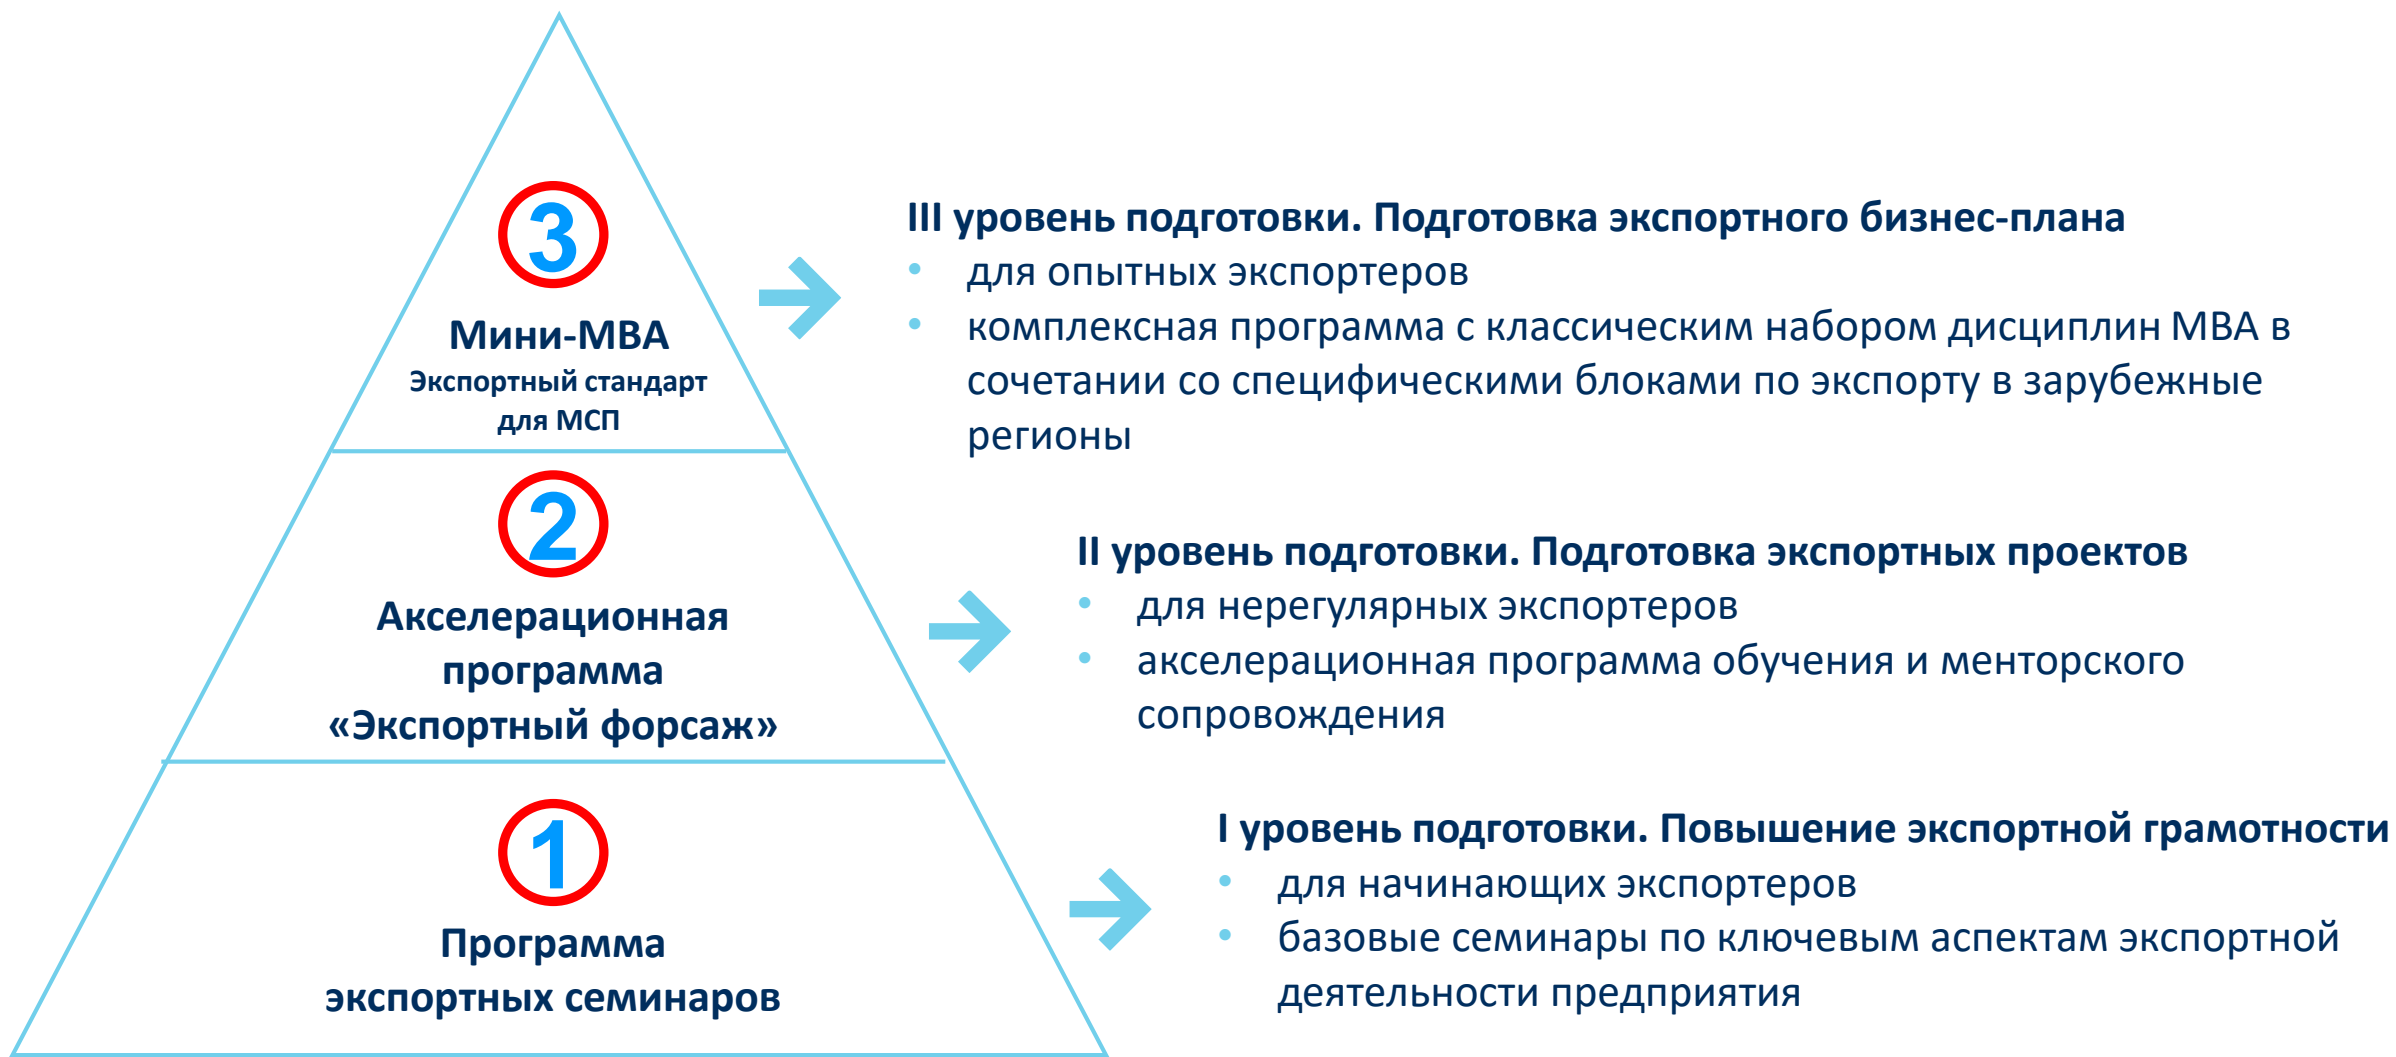 3
Мини-МВА
Экспортный стандарт
для МСП
III уровень подготовки. Подготовка экспортного бизнес-плана
• для опытных экспортеров
• комплексная программа с классическим набором дисциплин МВА в
сочетании со специфическими блоками по экспорту в зарубежные
регионы
2
Акселерационная
программа
«Экспортный форсаж»
II уровень подготовки. Подготовка экспортных проектов
• для нерегулярных экспортеров
• акселерационная программа обучения и менторского
сопровождения
1
Программа
экспортных семинаров
I уровень подготовки. Повышение экспортной грамотности
• для начинающих экспортеров
• базовые семинары по ключевым аспектам экспортной
деятельности предприятия